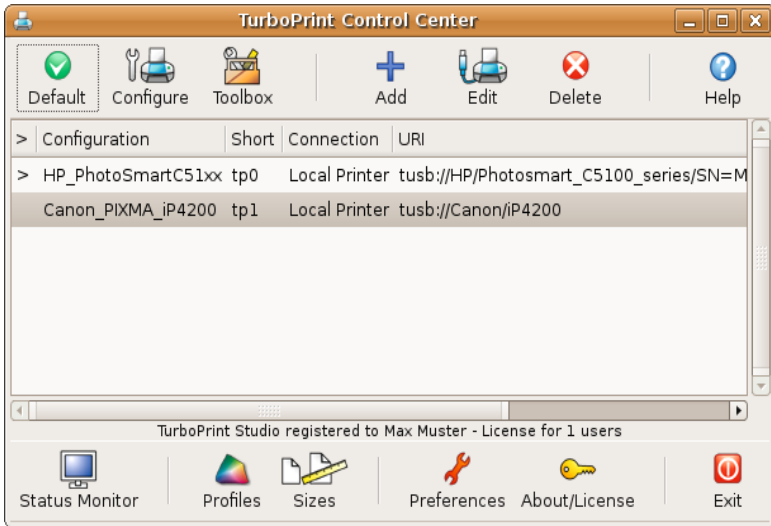 TurboPrint Control Center
Default Configure Toolbox Add Edit Delete Help
> Configuration Short Connection URI
> HP_PhotoSmartC51xx tp0 Local Printer tusb://HP/Photosmart_C5100_series/SN=M
Canon_PIXMA_iP4200 tp1 Local Printer tusb://Canon/iP4200
TurboPrint Studio registered to Max Muster - License for 1 users
Status Monitor Profiles Sizes Preferences About/License Exit